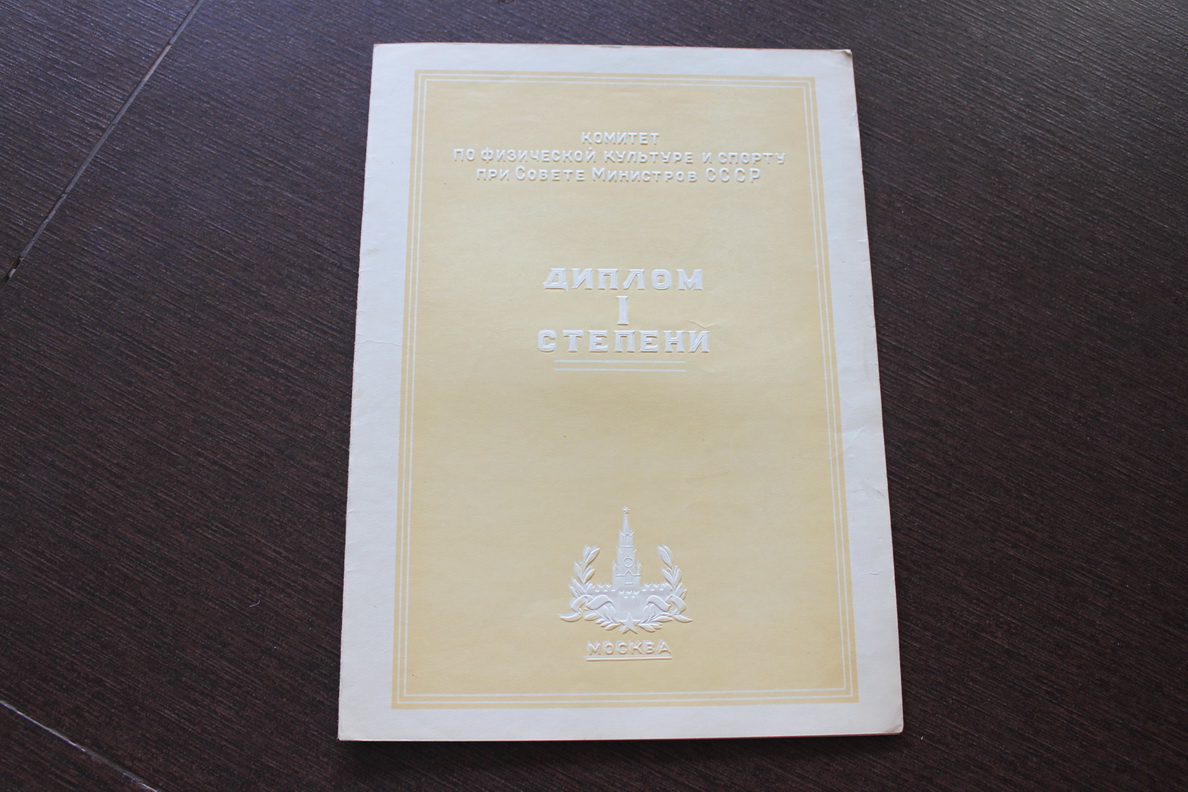 КОМИТЕТ
ПО ФИЗИЧЕСКОЙ КУЛЬТУРЕ И СПОРТУ
ПРИ СОВЕТЕ МИНИСТРОВ СССР
ДИПЛОМ
I
СТЕПЕНИ
МОСКВА